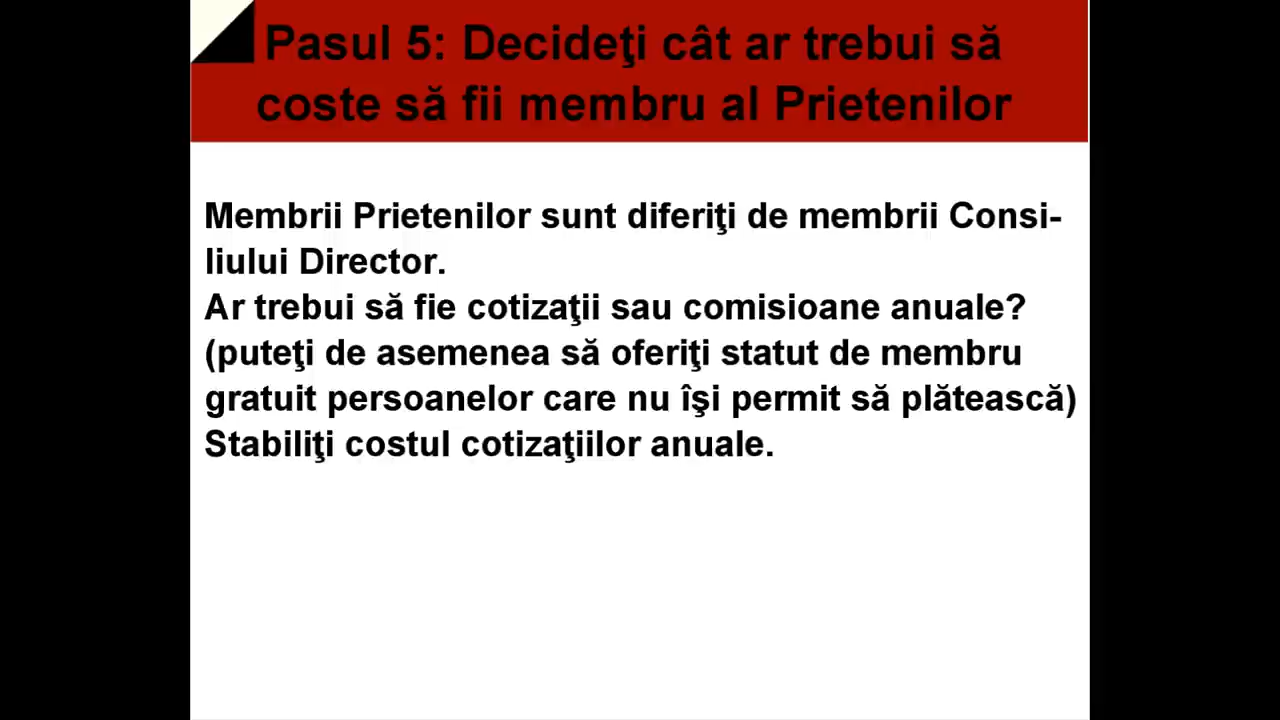 Pasul 5: Decideţi cât ar trebui să
coste să fii membru al Prietenilor
Membrii Prietenilor sunt diferiţi de membrii Consi-
liului Director.
Ar trebui să fie cotizaţii sau comisioane anuale?
(puteţi de asemenea să oferiţi statut de membru
gratuit persoanelor care nu îşi permit să plătească)
Stabiliţi costul cotizaţiilor anuale.